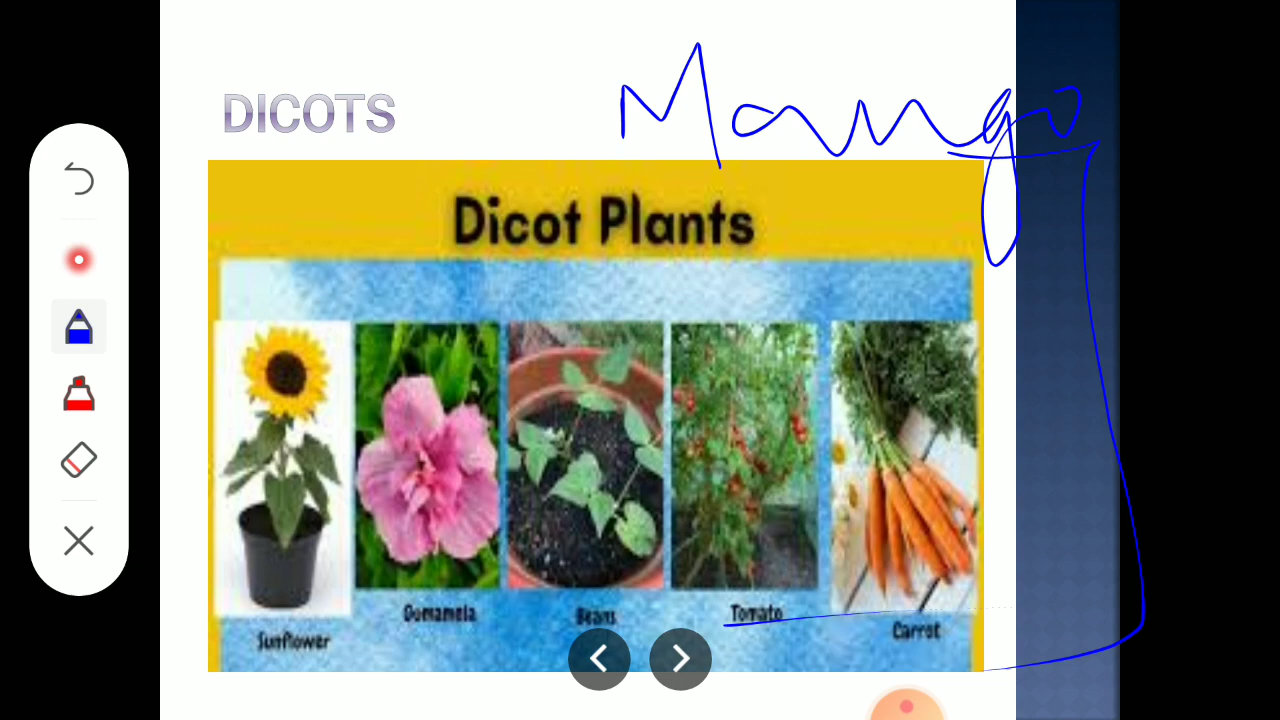 Mango
DICOTS
Dicot Plants
Sunflower
Gumamela
Beans
Tomato
Carrot